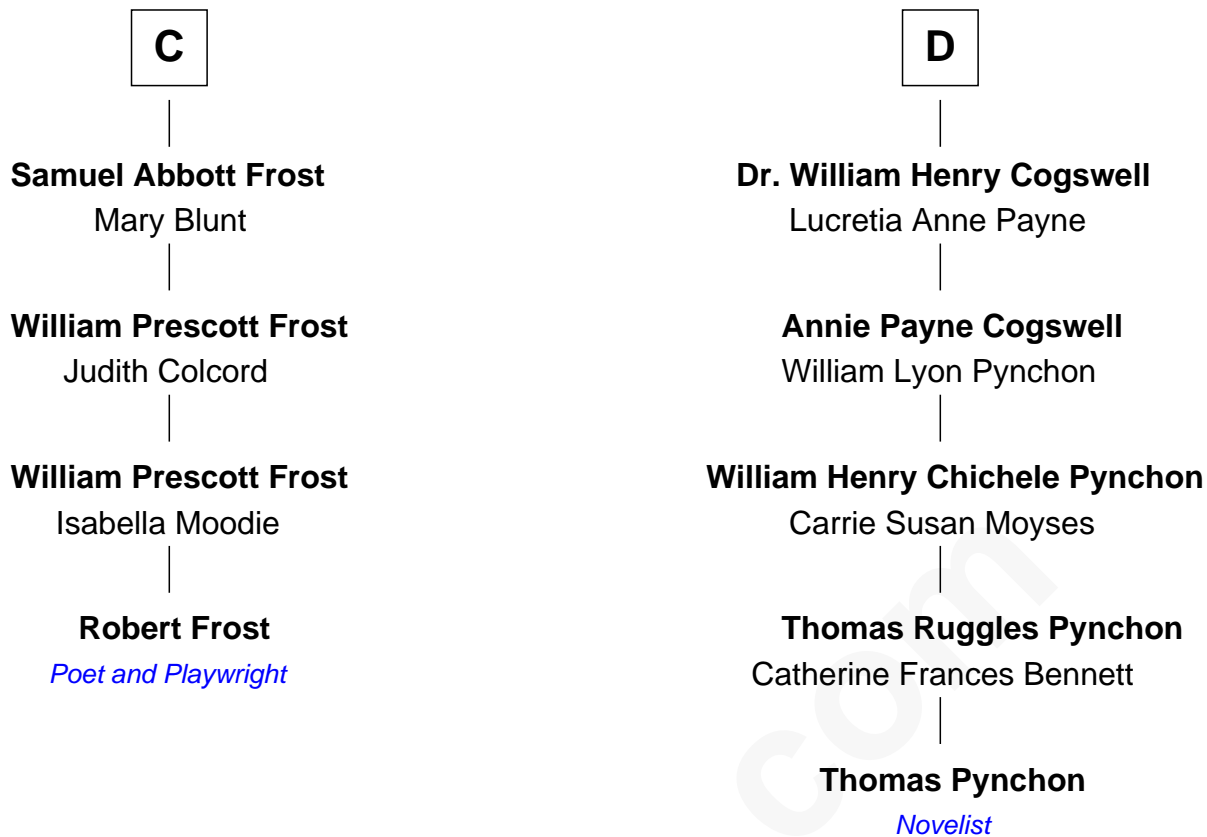 C
Samuel Abbott Frost
Mary Blunt
William Prescott Frost
Judith Colcord
William Prescott Frost
Isabella Moodie
Robert Frost
Poet and Playwright
D
Dr. William Henry Cogswell
Lucretia Anne Payne
Annie Payne Cogswell
William Lyon Pynchon
William Henry Chichele Pynchon
Carrie Susan Moyses
Thomas Ruggles Pynchon
Catherine Frances Bennett
Thomas Pynchon
Novelist
com